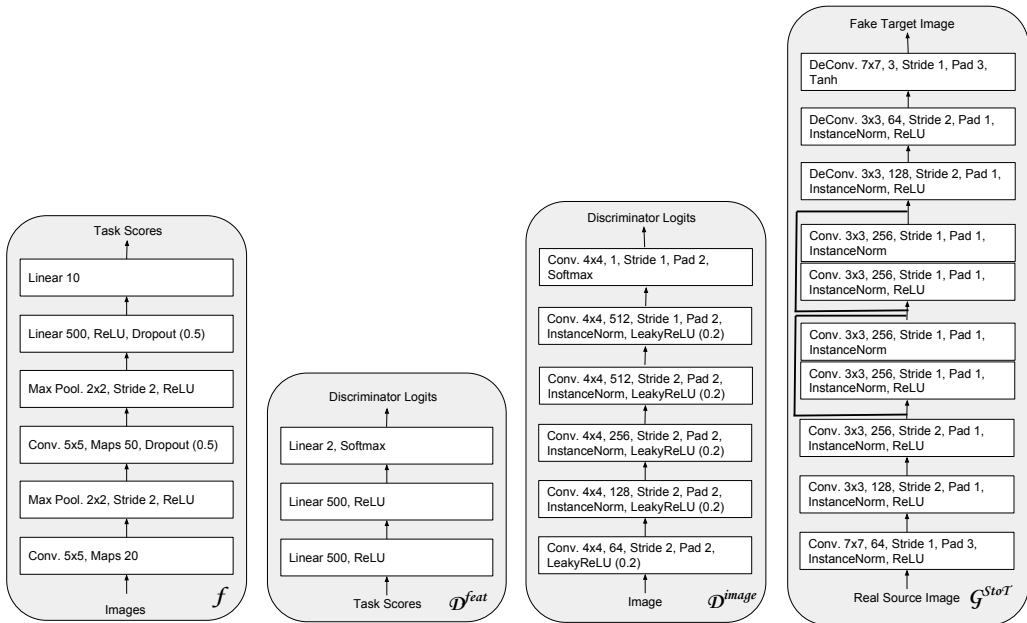 Task Scores
Linear 10
Linear 500, ReLU, Dropout (0.5)
Max Pool. 2x2, Stride 2, ReLU
Conv. 5x5, Maps 50, Dropout (0.5)
Max Pool. 2x2, Stride 2, ReLU
Conv. 5x5, Maps 20
Images
f
Discriminator Logits
Linear 2, Softmax
Linear 500, ReLU
Linear 500, ReLU
Task Scores
D^feat
Discriminator Logits
Conv. 4x4, 1, Stride 1, Pad 2,
Softmax
Conv. 4x4, 512, Stride 1, Pad 2,
InstanceNorm, LeakyReLU (0.2)
Conv. 4x4, 512, Stride 2, Pad 2,
InstanceNorm, LeakyReLU (0.2)
Conv. 4x4, 256, Stride 2, Pad 2,
InstanceNorm, LeakyReLU (0.2)
Conv. 4x4, 128, Stride 2, Pad 2,
InstanceNorm, LeakyReLU (0.2)
Conv. 4x4, 64, Stride 2, Pad 2,
LeakyReLU (0.2)
Image
D^image
Fake Target Image
DeConv. 7x7, 3, Stride 1, Pad 3,
Tanh
DeConv. 3x3, 64, Stride 2, Pad 1,
InstanceNorm, ReLU
DeConv. 3x3, 128, Stride 2, Pad 1,
InstanceNorm, ReLU
Conv. 3x3, 256, Stride 1, Pad 1,
InstanceNorm
Conv. 3x3, 256, Stride 1, Pad 1,
InstanceNorm, ReLU
Conv. 3x3, 256, Stride 1, Pad 1,
InstanceNorm
Conv. 3x3, 256, Stride 1, Pad 1,
InstanceNorm, ReLU
Conv. 3x3, 256, Stride 2, Pad 1,
InstanceNorm, ReLU
Conv. 3x3, 128, Stride 2, Pad 1,
InstanceNorm, ReLU
Conv. 7x7, 64, Stride 1, Pad 3,
InstanceNorm, ReLU
Real Source Image
G^StoT